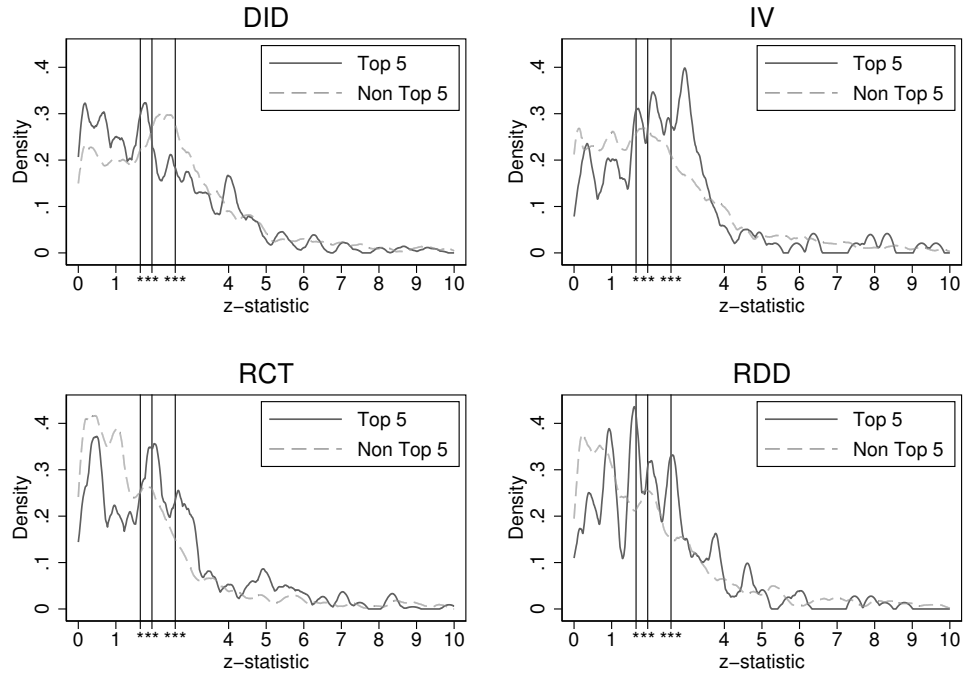 DID
Top 5
Non Top 5
Density
0 .1 .2 .3 .4
0 1 *** *** 4 5 6 7 8 9 10
z−statistic
IV
Top 5
Non Top 5
Density
0 .1 .2 .3 .4
0 1 *** *** 4 5 6 7 8 9 10
z−statistic
RCT
Top 5
Non Top 5
Density
0 .1 .2 .3 .4
0 1 *** *** 4 5 6 7 8 9 10
z−statistic
RDD
Top 5
Non Top 5
Density
0 .1 .2 .3 .4
0 1 *** *** 4 5 6 7 8 9 10
z−statistic